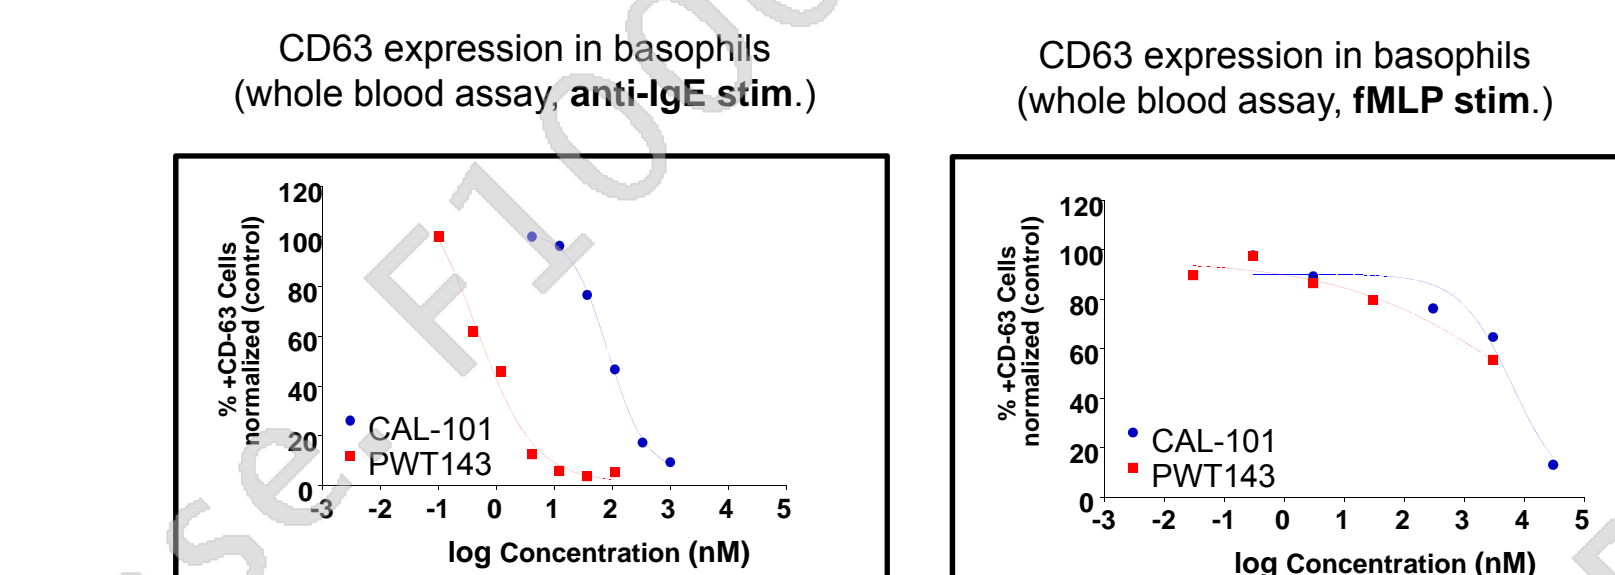 CD63 expression in basophils
(whole blood assay, anti-IgE stim.)
120
100
80
60
40
20
0
% +CD-63 Cells
normalized (control)
CAL-101
PWT143
-3 -2 -1 0 1 2 3 4 5
log Concentration (nM)
CD63 expression in basophils
(whole blood assay, fMLP stim.)
120
100
80
60
40
20
0
% +CD-63 Cells
normalized (control)
CAL-101
PWT143
-3 -2 -1 0 1 2 3 4 5
log Concentration (nM)
se. F1000